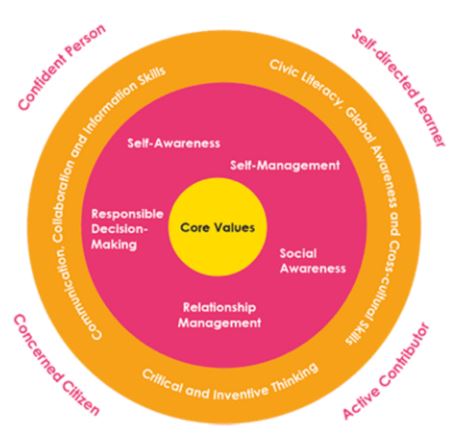 Confident Person
Self-directed Learner
Communication, Collaboration and Information Skills
Civic Literacy, Global Awareness and Cross-cultural Skills
Self-Awareness
Self-Management
Responsible
Decision-
Making
Core Values
Social
Awareness
Relationship
Management
Critical and Inventive Thinking
Concerned Citizen
Active Contributor